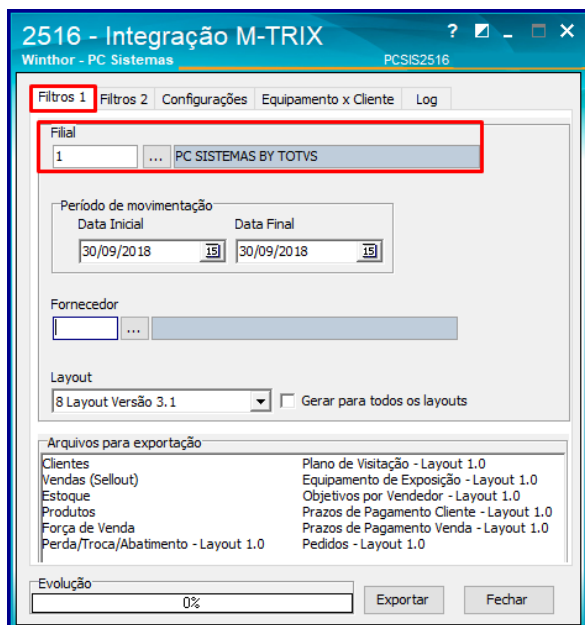 2516 - Integração M-TRIX
Winthor - PC Sistemas PCSIS2516
Filtros 1 Filtros 2 Configurações Equipamento x Cliente Log
Filial
1 ... PC SISTEMAS BY TOTVS
Período de movimentação
Data Inicial Data Final
30/09/2018 15 30/09/2018 15
Fornecedor
...
Layout
8 Layout Versão 3.1 Gerar para todos os layouts
Arquivos para exportação
Clientes Plano de Visitação - Layout 1.0
Vendas (Sellout) Equipamento de Exposição - Layout 1.0
Estoque Objetivos por Vendedor - Layout 1.0
Produtos Prazos de Pagamento Cliente - Layout 1.0
Força de Venda Prazos de Pagamento Venda - Layout 1.0
Perda/Troca/Abatimento - Layout 1.0 Pedidos - Layout 1.0
Evolução
0% Exportar Fechar